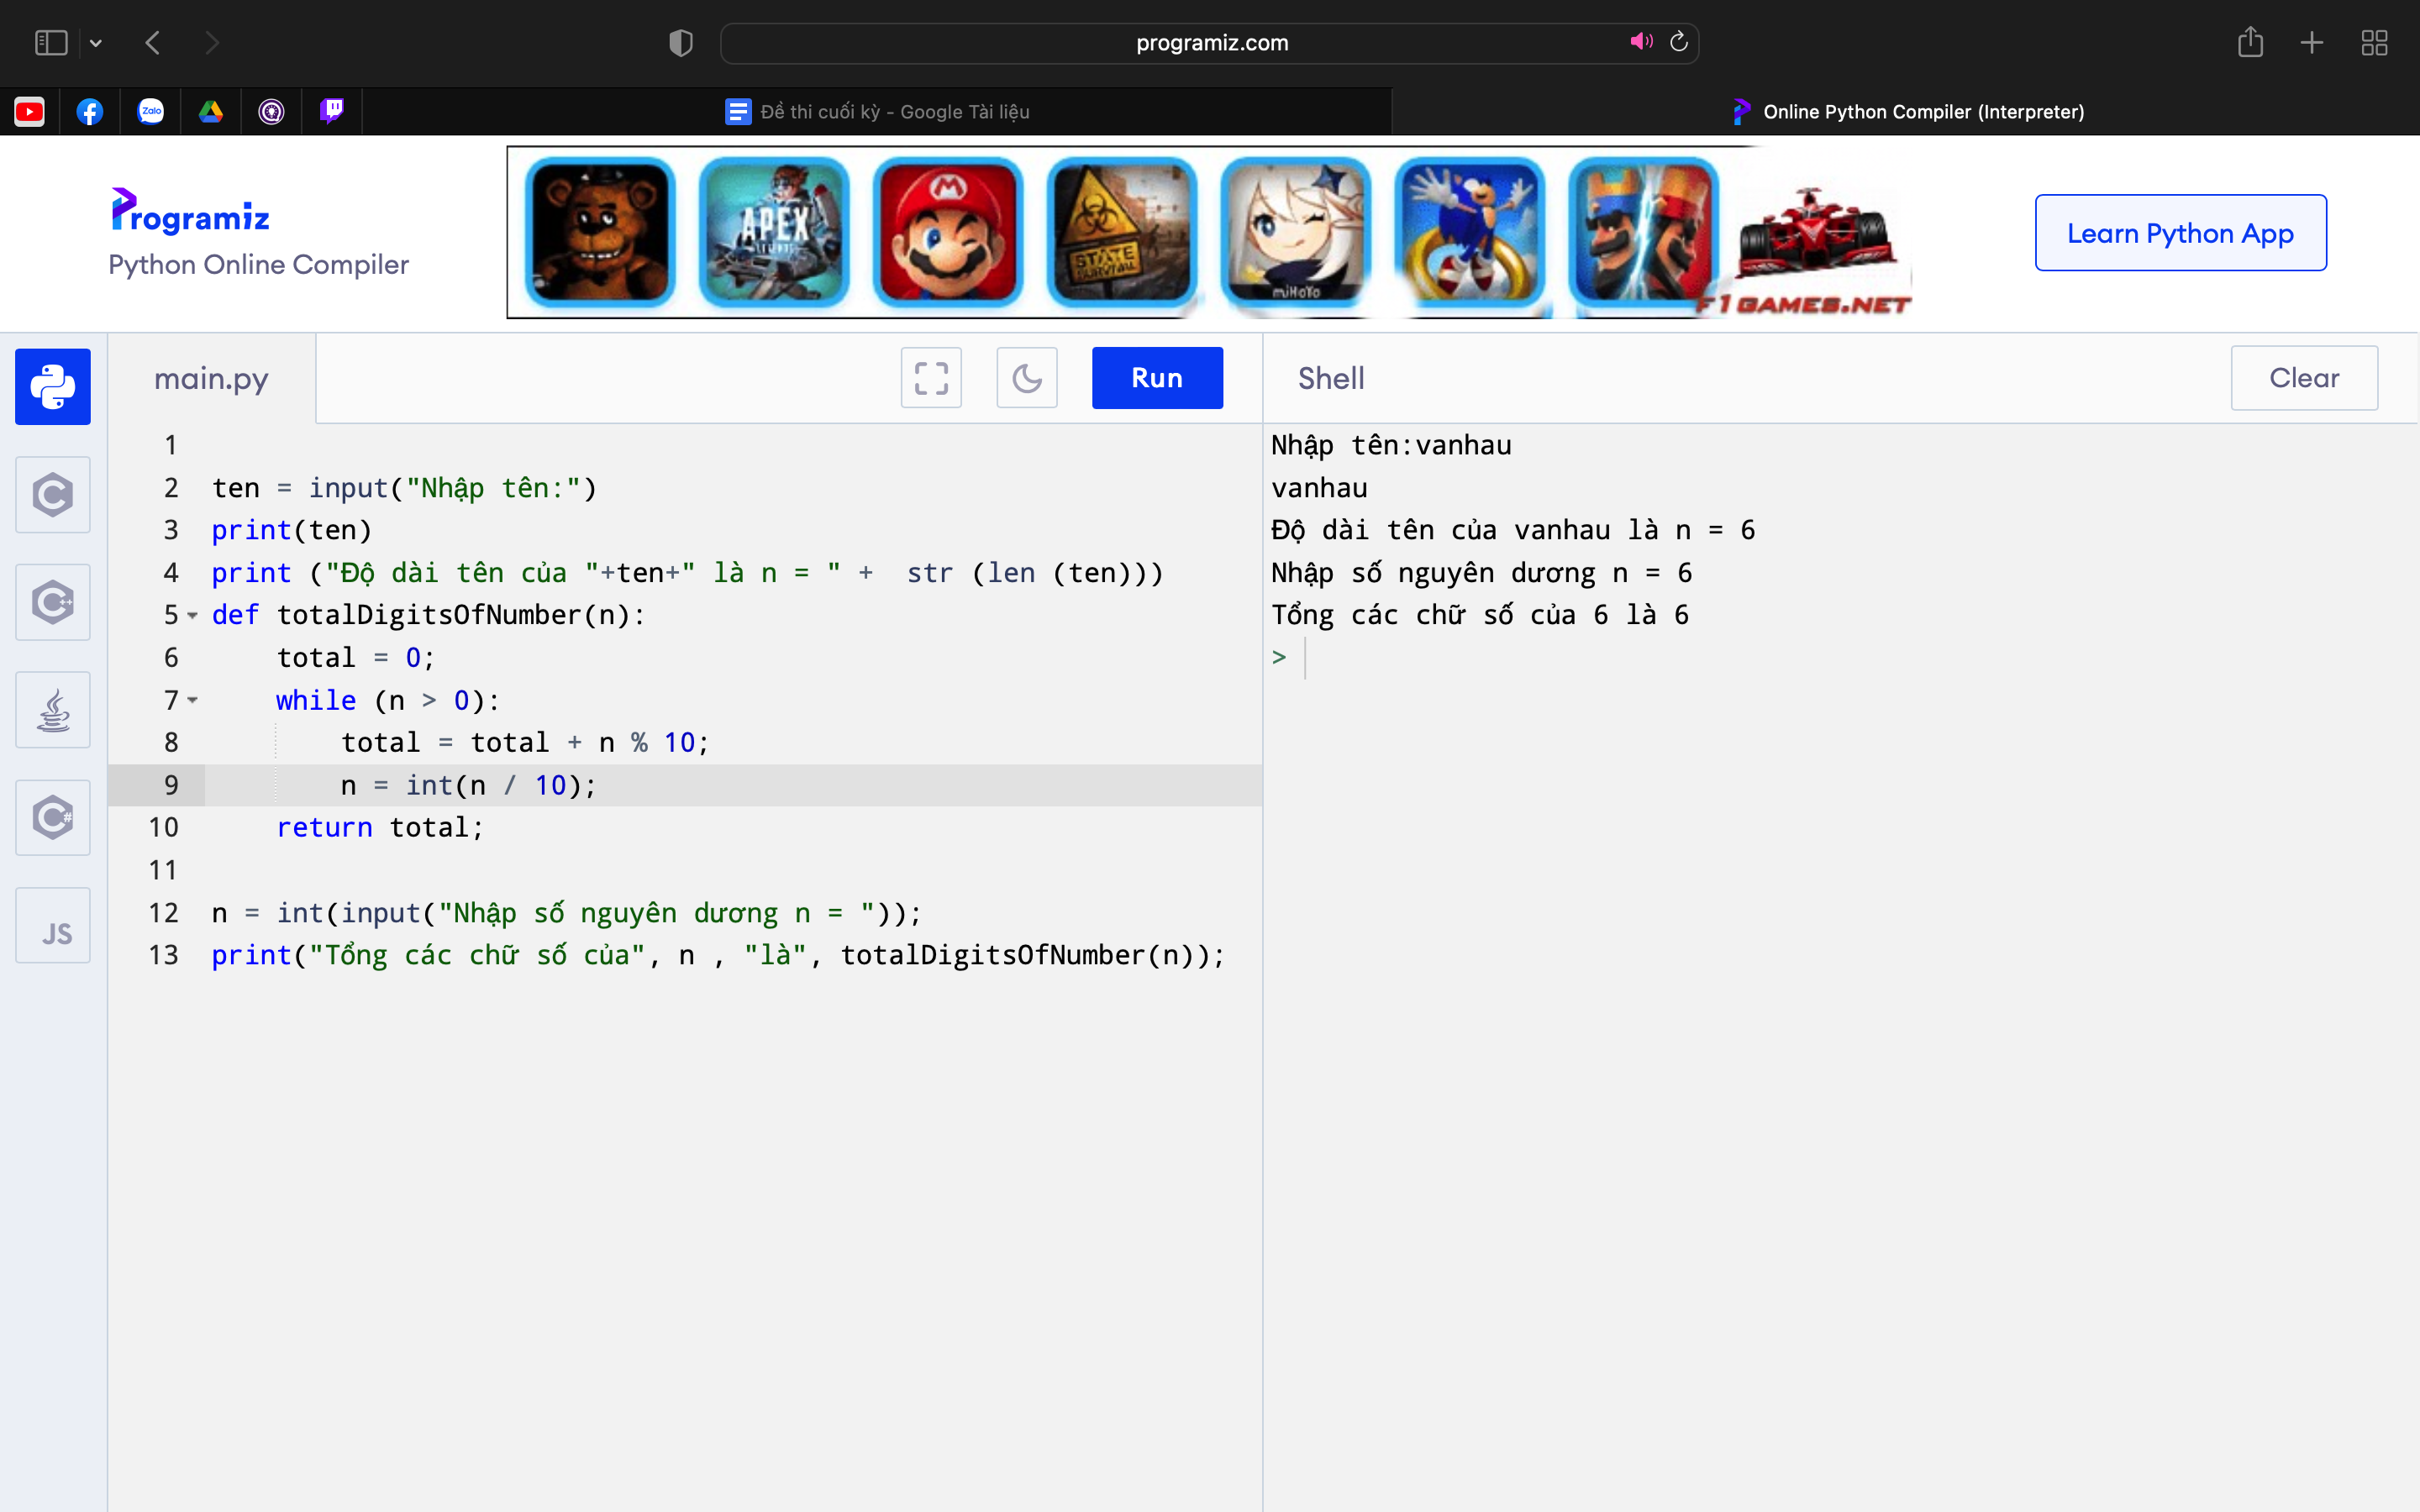 programiz.com
Zalo
Đề thi cuối kỳ - Google Tài liệu
Online Python Compiler (Interpreter)
Programiz
Python Online Compiler
APEX
LEGENDS
M
STATE
SURVIVAL
miHoYo
F1GAMES.NET
Learn Python App
main.py
Run
Shell
Clear
1
2 ten = input("Nhập tên:")
3 print(ten)
4 print ("Độ dài tên của "+ten+" là n = " +  str (len (ten)))
5 def totalDigitsOfNumber(n):
6     total = 0;
7     while (n > 0):
8         total = total + n % 10;
9         n = int(n / 10);
10     return total;
11
12 n = int(input("Nhập số nguyên dương n = "));
13 print("Tổng các chữ số của", n , "là", totalDigitsOfNumber(n));
Nhập tên:vanhau
vanhau
Độ dài tên của vanhau là n = 6
Nhập số nguyên dương n = 6
Tổng các chữ số của 6 là 6
>
C
C++
C#
JS